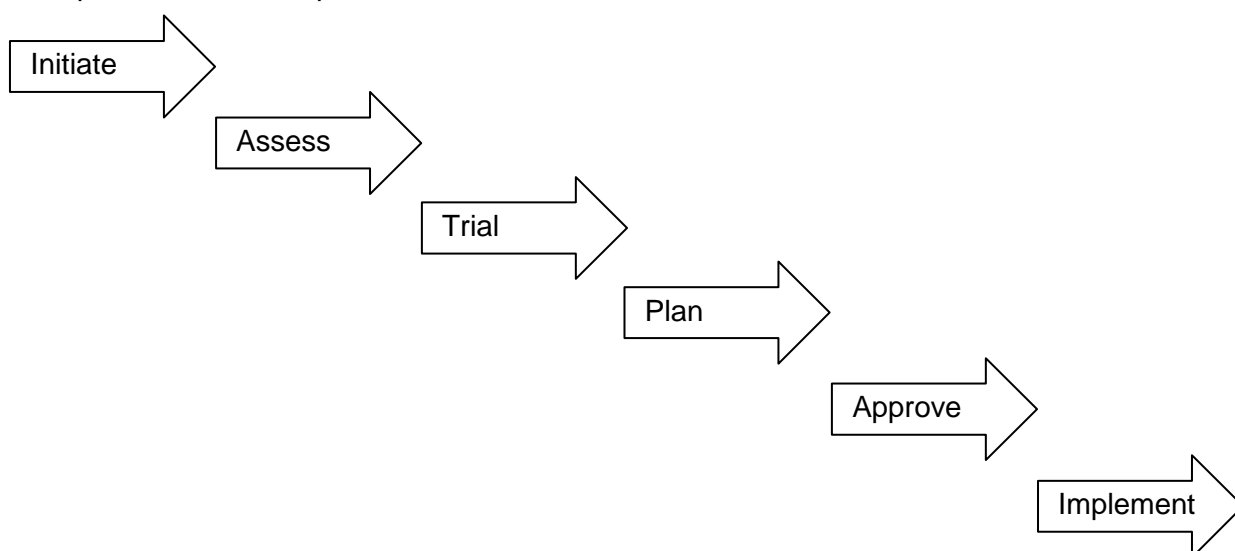 Initiate
Assess
Trial
Plan
Approve
Implement